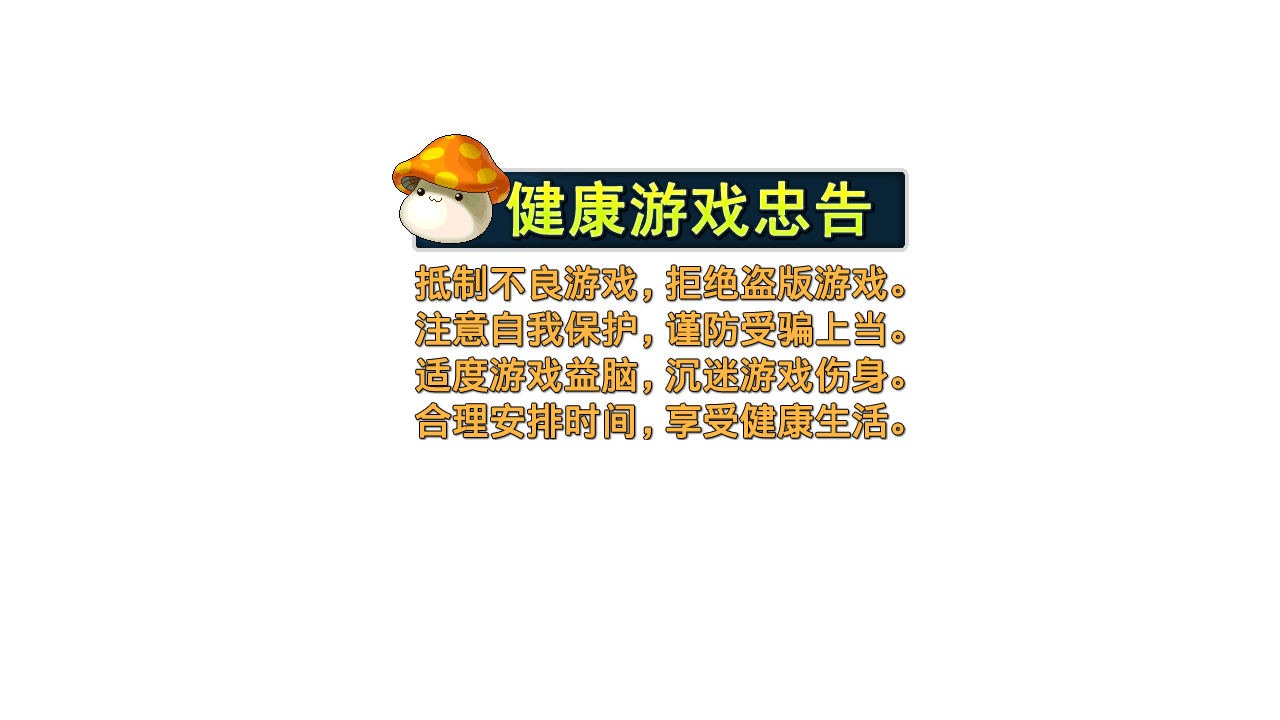 健康游戏忠告
抵制不良游戏，拒绝盗版游戏。
注意自我保护，谨防受骗上当。
适度游戏益脑，沉迷游戏伤身。
合理安排时间，享受健康生活。